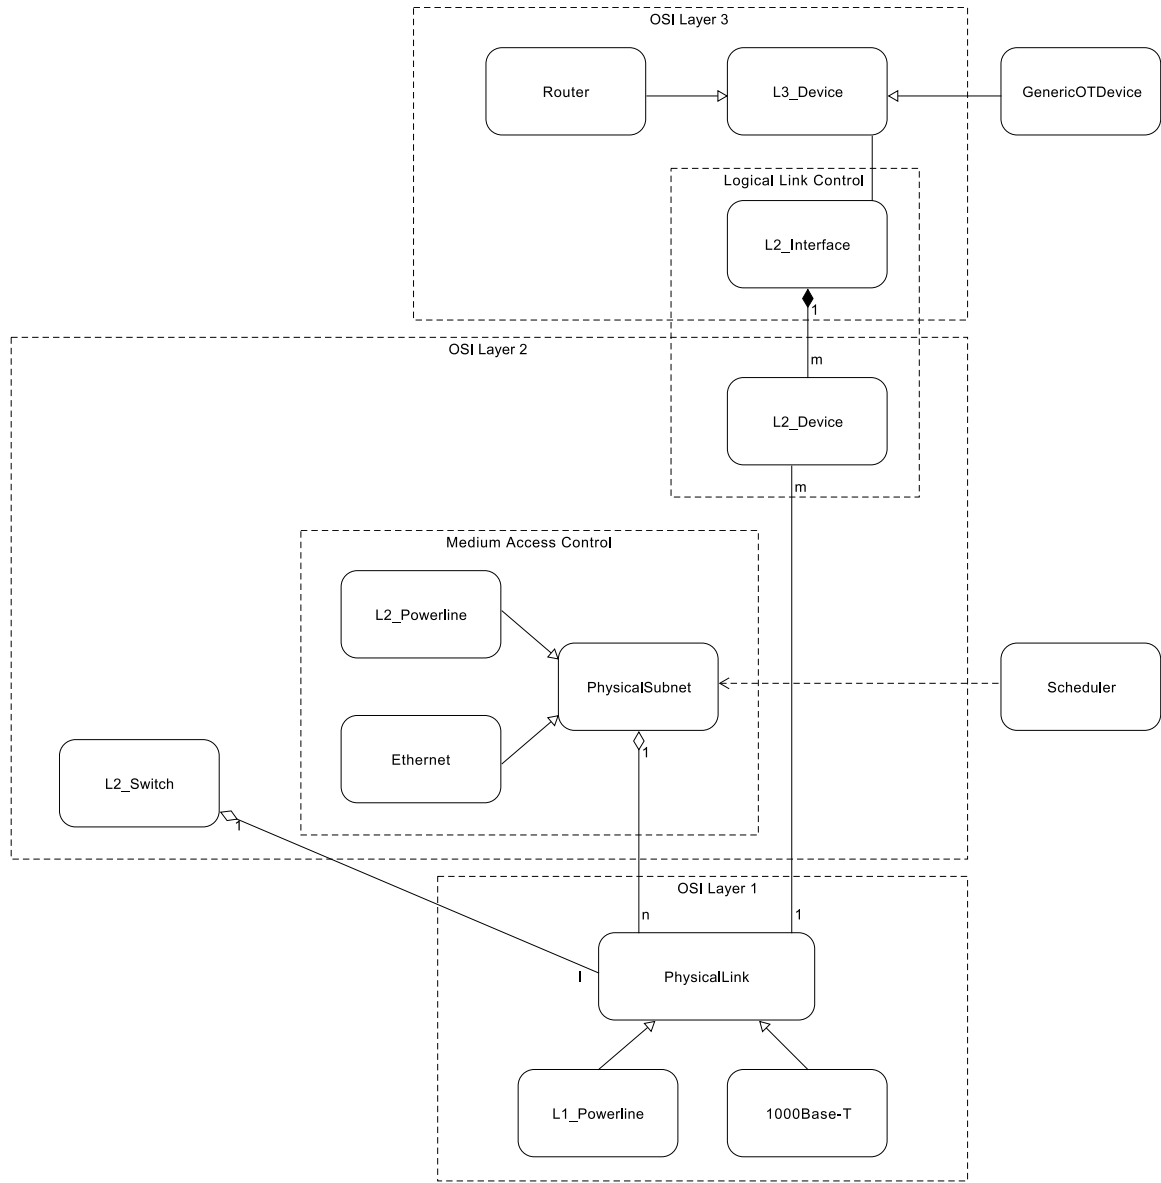 OSI Layer 3
Router
L3_Device
GenericOTDevice
Logical Link Control
L2_Interface
1
OSI Layer 2
m
L2_Device
m
Medium Access Control
L2_Powerline
PhysicalSubnet
Scheduler
Ethernet
1
L2_Switch
1
OSI Layer 1
n
1
PhysicalLink
l
L1_Powerline
1000Base-T